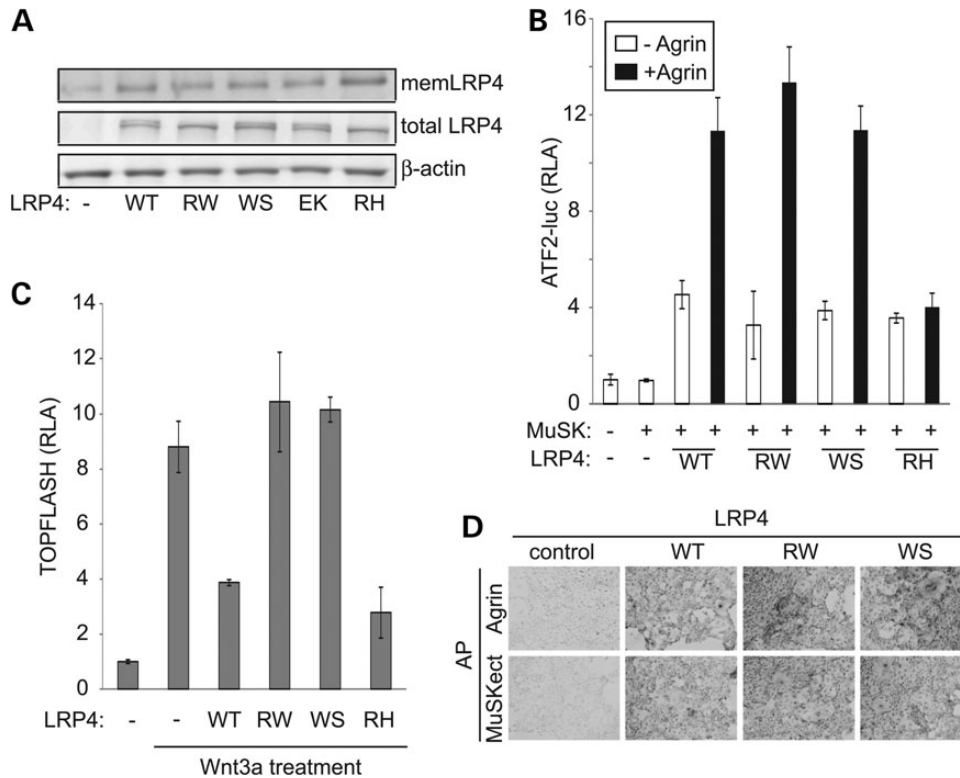 A
memLRP4
total LRP4
β-actin
LRP4: - WT RW WS EK RH
B
- Agrin
+Agrin
ATF2-luc (RLA)
16
12
8
4
0
MuSK: - + + + + + + + + +
LRP4: - - WT RW WS RH
C
TOPFLASH (RLA)
14
12
10
8
6
4
2
0
LRP4: - - WT RW WS RH
Wnt3a treatment
D
LRP4
control WT RW WS
AP
Agrin
MuSKect